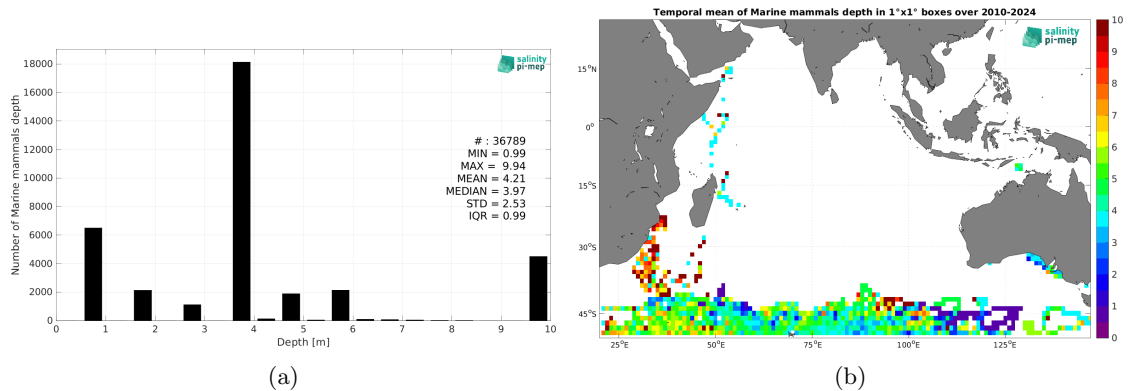 salinity
pi-mep
# : 36789
MIN = 0.99
MAX = 9.94
MEAN = 4.21
MEDIAN = 3.97
STD = 2.53
IQR = 0.99
Number of Marine mammals depth
18000
16000
14000
12000
10000
8000
6000
4000
2000
0
0 1 2 3 4 5 6 7 8 9 10
Depth [m]
(a)
Temporal mean of Marine mammals depth in 1°x1° boxes over 2010-2024
salinity
pi-mep
15°N
0°
15°S
30°S
45°S
25°E 50°E 75°E 100°E 125°E
10
9
8
7
6
5
4
3
2
1
0
(b)